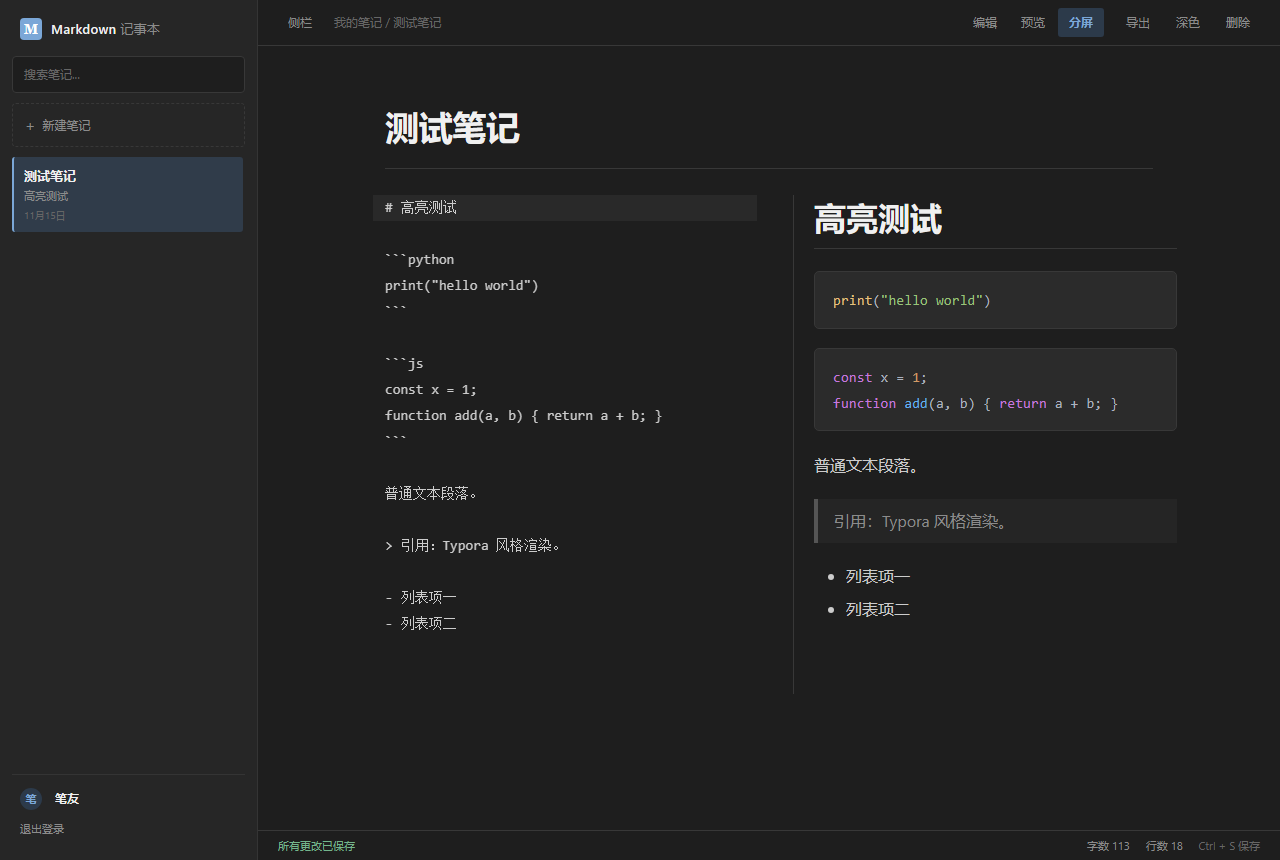 M Markdown 记事本
搜索笔记...
+ 新建笔记
测试笔记
高亮测试
11月15日
笔 笔友
退出登录
侧栏 我的笔记 / 测试笔记 编辑 预览 分屏 导出 深色 删除
测试笔记
# 高亮测试
```python
print("hello world")
```
```js
const x = 1;
function add(a, b) { return a + b; }
```
普通文本段落。
> 引用：Typora 风格渲染。
- 列表项一
- 列表项二
高亮测试
print("hello world")
const x = 1;
function add(a, b) { return a + b; }
普通文本段落。
引用：Typora 风格渲染。
• 列表项一
• 列表项二
所有更改已保存 字数 113 行数 18 Ctrl + S 保存